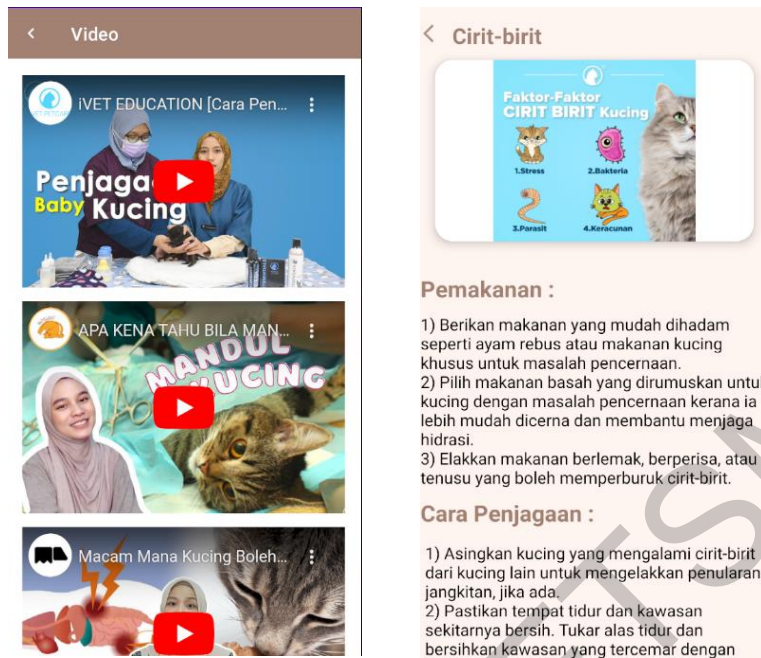 Video
iVET EDUCATION [Cara Pen...
Penjaga
Baby Kucing
APA KENA TAHU BILA MAN...
MANDUL
KUCING
Macam Mana Kucing Boleh...
Cirit-birit
Faktor-Faktor
CIRIT BIRIT Kucing
1.Stress
2.Bakteria
3.Parasit
4.Keracunan
Pemakanan :
1) Berikan makanan yang mudah dihadam
seperti ayam rebus atau makanan kucing
khusus untuk masalah pencernaan.
2) Pilih makanan basah yang dirumuskan untuk
kucing dengan masalah pencernaan kerana ia
lebih mudah dicerna dan membantu menjaga
hidrasi.
3) Elakkan makanan berlemak, berperisa, atau
tenusu yang boleh memperburuk cirit-birit.
Cara Penjagaan :
1) Asingkan kucing yang mengalami cirit-birit
dari kucing lain untuk mengelakkan penularan
jangkitan, jika ada.
2) Pastikan tempat tidur dan kawasan
sekitarnya bersih. Tukar alas tidur dan
bersihkan kawasan yang tercemar dengan